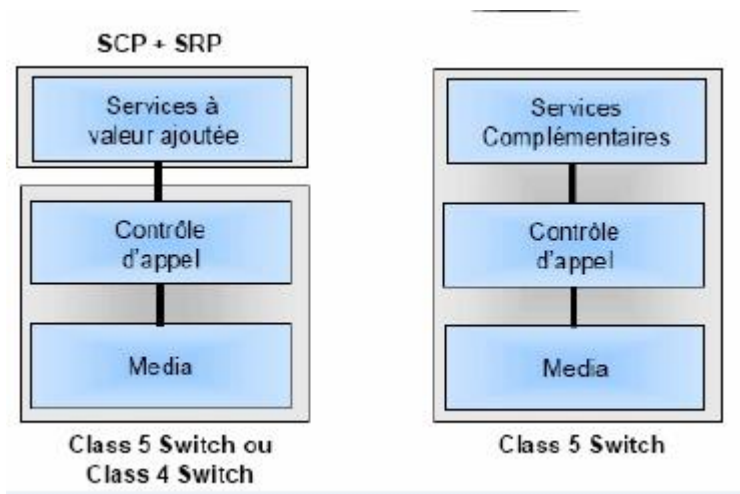 SCP + SRP
Services à
valeur ajoutée
Contrôle
d'appel
Media
Class 5 Switch ou
Class 4 Switch
Services
Complémentaires
Contrôle
d'appel
Media
Class 5 Switch